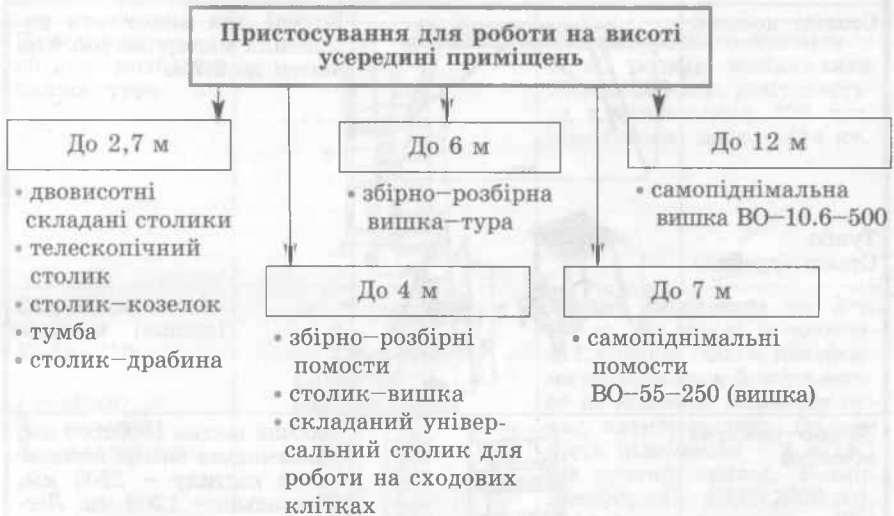 Пристосування для роботи на висоті
усередині приміщень
До 2,7 м
• двовисотні
складані столики
• телескопічний
столик
• столик—козелок
• тумба
• столик—драбина
До 4 м
• збірно—розбірні
помости
• столик—вишка
• складаний універ-
сальний столик для
роботи на сходових
клітках
До 6 м
• збірно—розбірна
вишка—тура
До 7 м
• самопіднімальні
помости
ВО—55—250 (вишка)
До 12 м
• самопіднімальна
вишка ВО—10.6—500